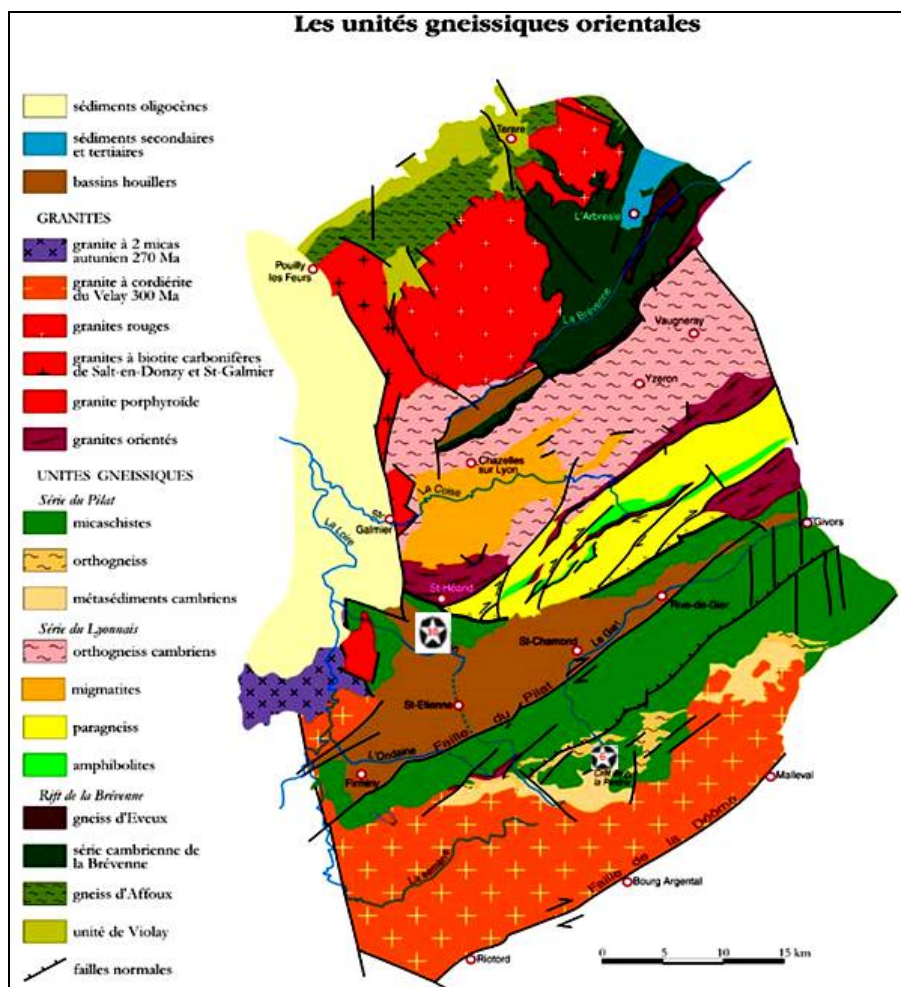 Les unités gneissiques orientales
sédiments oligocènes
sédiments secondaires
et tertiaires
bassins houillers
GRANITES
granite à 2 micas
autunien 270 Ma
granite à cordiérite
du Velay 300 Ma
granites rouges
granites à biotite carbonifères
de Salt-en-Donzy et St-Galmier
granite porphyroïde
granites orientés
UNITES GNEISSIQUES
Série du Pilat
micaschistes
orthogneiss
métasédiments cambriens
Série du Lyonnais
orthogneiss cambriens
migmatites
paragneiss
amphibolites
Rift de la Brévenne
gneiss d'Eveux
série cambrienne de
la Brévenne
gneiss d'Affoux
unité de Violay
failles normales
Tarare
L'Arbresle
Pouilly
les Feurs
La Brévenne
Vaugneray
Yzeron
Chazelles
sur Lyon
La Coise
St-
Galmier
La Loire
Givors
St-Héand
Rive-de-Gier
St-Chamond
Le Gier
St-Etienne
Faille du Pilat
L'Ondaine
Firminy
Malleval
La semène
Faille de la Déôme
Bourg Argental
Riotord
0 5 10 15 km